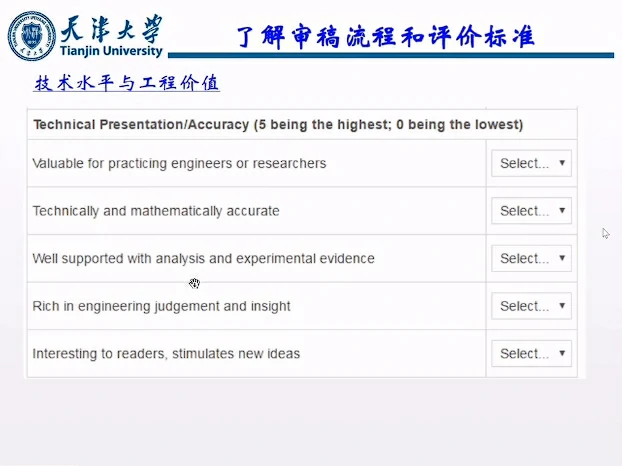 天津大学
Tianjin University
了解审稿流程和评价标准
技术水平与工程价值
Technical Presentation/Accuracy (5 being the highest; 0 being the lowest)
Valuable for practicing engineers or researchers Select...
Technically and mathematically accurate Select...
Well supported with analysis and experimental evidence Select...
Rich in engineering judgement and insight Select...
Interesting to readers, stimulates new ideas Select...